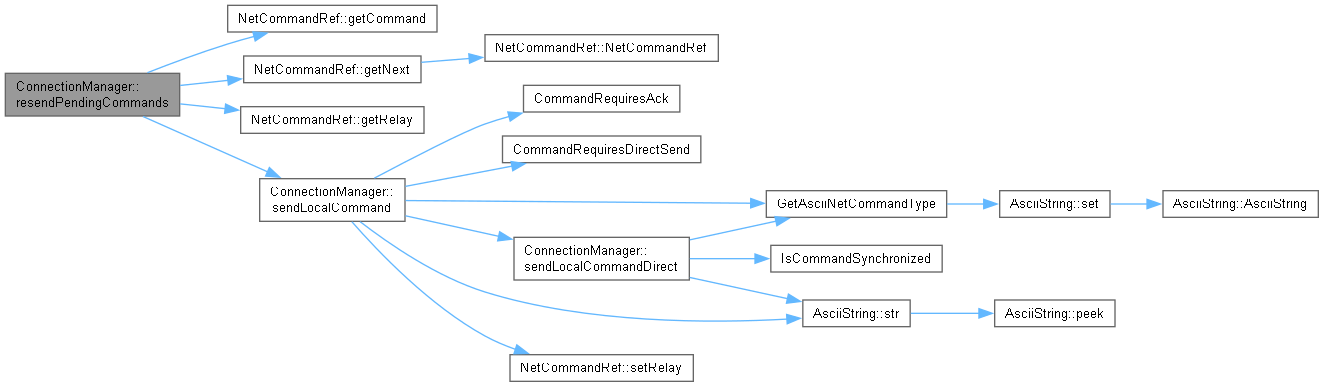 NetCommandRef::getCommand
NetCommandRef::NetCommandRef
NetCommandRef::getNext
ConnectionManager::
resendPendingCommands
CommandRequiresAck
NetCommandRef::getRelay
CommandRequiresDirectSend
ConnectionManager::
sendLocalCommand
GetAsciiNetCommandType
AsciiString::set
AsciiString::AsciiString
ConnectionManager::
sendLocalCommandDirect
IsCommandSynchronized
AsciiString::str
AsciiString::peek
NetCommandRef::setRelay